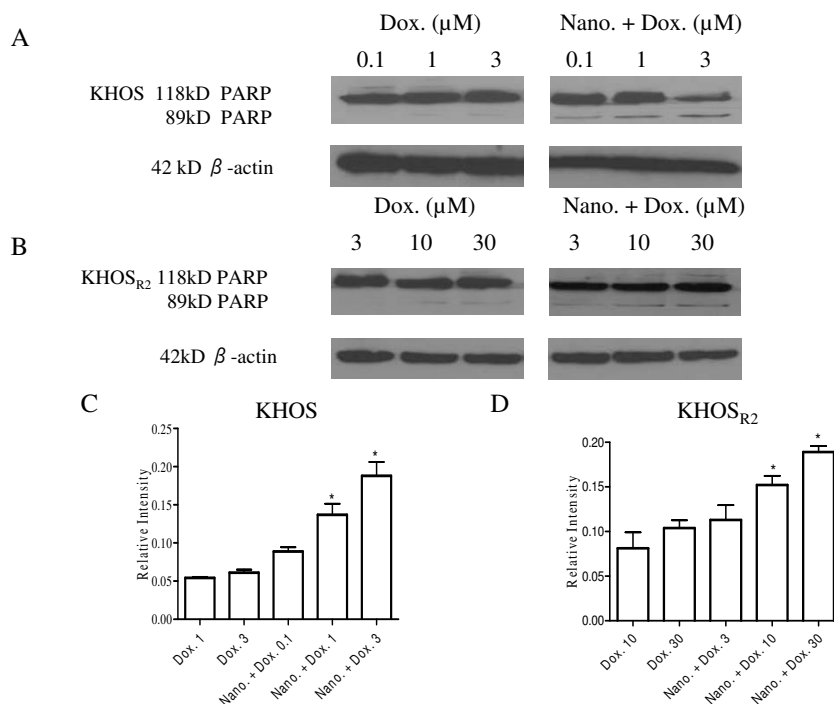 A
Dox. (µM)
Nano. + Dox. (µM)
0.1 1 3
0.1 1 3
KHOS 118kD PARP
89kD PARP
42 kD β-actin
B
Dox. (µM)
Nano. + Dox. (µM)
3 10 30
3 10 30
KHOSR2 118kD PARP
89kD PARP
42kD β-actin
C
KHOS
Relative Intensity
0.25
0.20
0.15
0.10
0.05
0.00
* *
Dox. 1
Dox. 3
Nano. + Dox. 0.1
Nano. + Dox. 1
Nano. + Dox. 3
D
KHOSR2
Relative Intensity
0.20
0.15
0.10
0.05
0.00
* *
Dox. 10
Dox. 30
Nano. + Dox. 3
Nano. + Dox. 10
Nano. + Dox. 30